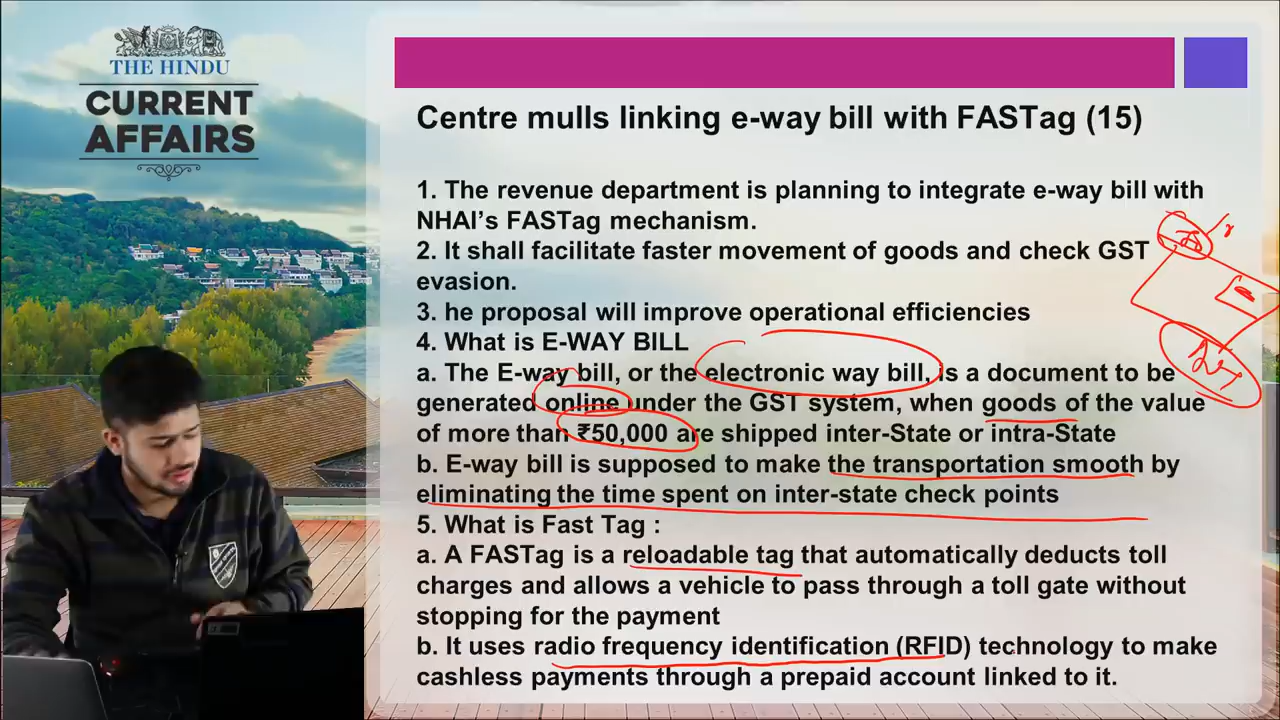 THE HINDU
CURRENT
AFFAIRS
Centre mulls linking e-way bill with FASTag (15)
1. The revenue department is planning to integrate e-way bill with
NHAI's FASTag mechanism.
2. It shall facilitate faster movement of goods and check GST
evasion.
3. he proposal will improve operational efficiencies
4. What is E-WAY BILL
a. The E-way bill, or the electronic way bill, is a document to be
generated online under the GST system, when goods of the value
of more than ₹50,000 are shipped inter-State or intra-State
b. E-way bill is supposed to make the transportation smooth by
eliminating the time spent on inter-state check points
5. What is Fast Tag :
a. A FASTag is a reloadable tag that automatically deducts toll
charges and allows a vehicle to pass through a toll gate without
stopping for the payment
b. It uses radio frequency identification (RFID) technology to make
cashless payments through a prepaid account linked to it.